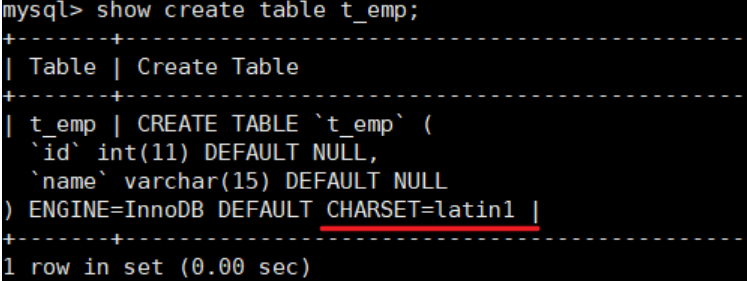 mysql> show create table t_emp;
+-------+-----------------------------------------------------
| Table | Create Table
+-------+-----------------------------------------------------
| t_emp | CREATE TABLE `t_emp` (
  `id` int(11) DEFAULT NULL,
  `name` varchar(15) DEFAULT NULL
) ENGINE=InnoDB DEFAULT CHARSET=latin1 |
+-------+-----------------------------------------------------
1 row in set (0.00 sec)